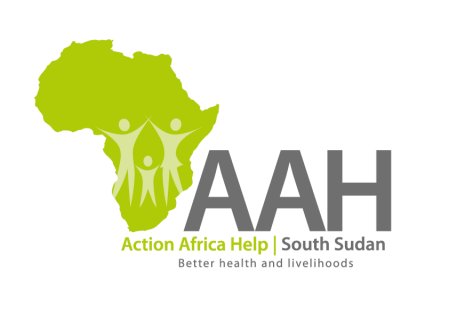 AAH
Action Africa Help | South Sudan
Better health and livelihoods